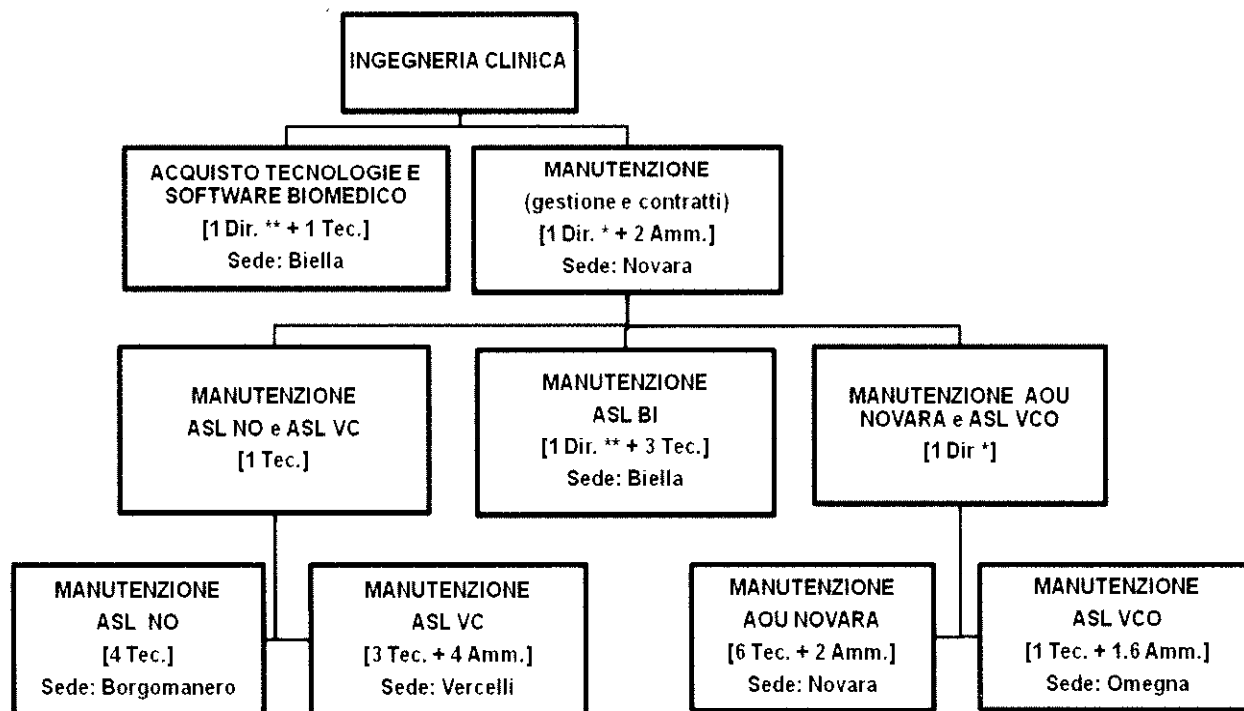 INGEGNERIA CLINICA
ACQUISTO TECNOLOGIE E
SOFTWARE BIOMEDICO
[1 Dir. ** + 1 Tec.]
Sede: Biella
MANUTENZIONE
(gestione e contratti)
[1 Dir. * + 2 Amm.]
Sede: Novara
MANUTENZIONE
ASL NO e ASL VC
[1 Tec.]
MANUTENZIONE
ASL BI
[1 Dir. ** + 3 Tec.]
Sede: Biella
MANUTENZIONE AOU
NOVARA e ASL VCO
[1 Dir *]
MANUTENZIONE
ASL NO
[4 Tec.]
Sede: Borgomanero
MANUTENZIONE
ASL VC
[3 Tec. + 4 Amm.]
Sede: Vercelli
MANUTENZIONE
AOU NOVARA
[6 Tec. + 2 Amm.]
Sede: Novara
MANUTENZIONE
ASL VCO
[1 Tec. + 1.6 Amm.]
Sede: Omegna